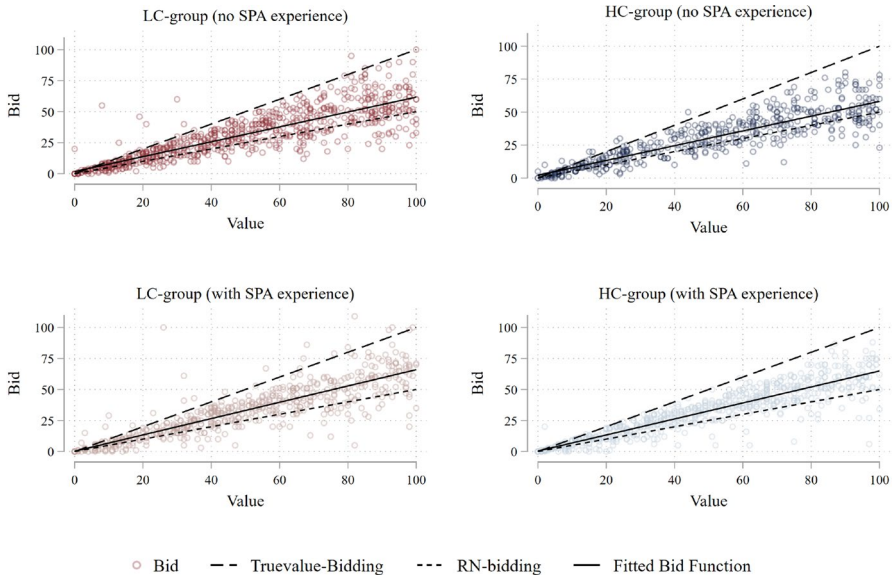 LC-group (no SPA experience)
Bid
100
75
50
25
0
0 20 40 60 80 100
Value
HC-group (no SPA experience)
Bid
100
75
50
25
0
0 20 40 60 80 100
Value
LC-group (with SPA experience)
Bid
100
75
50
25
0
0 20 40 60 80 100
Value
HC-group (with SPA experience)
Bid
100
75
50
25
0
0 20 40 60 80 100
Value
Bid Truevalue-Bidding RN-bidding Fitted Bid Function